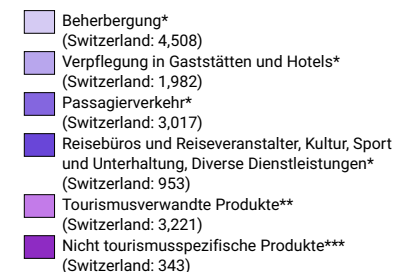 Beherbergung*
(Switzerland: 4,508)
Verpflegung in Gaststätten und Hotels*
(Switzerland: 1,982)
Passagierverkehr*
(Switzerland: 3,017)
Reisebüros und Reiseveranstalter, Kultur, Sport
und Unterhaltung, Diverse Dienstleistungen*
(Switzerland: 953)
Tourismusverwandte Produkte**
(Switzerland: 3,221)
Nicht tourismusspezifische Produkte***
(Switzerland: 343)